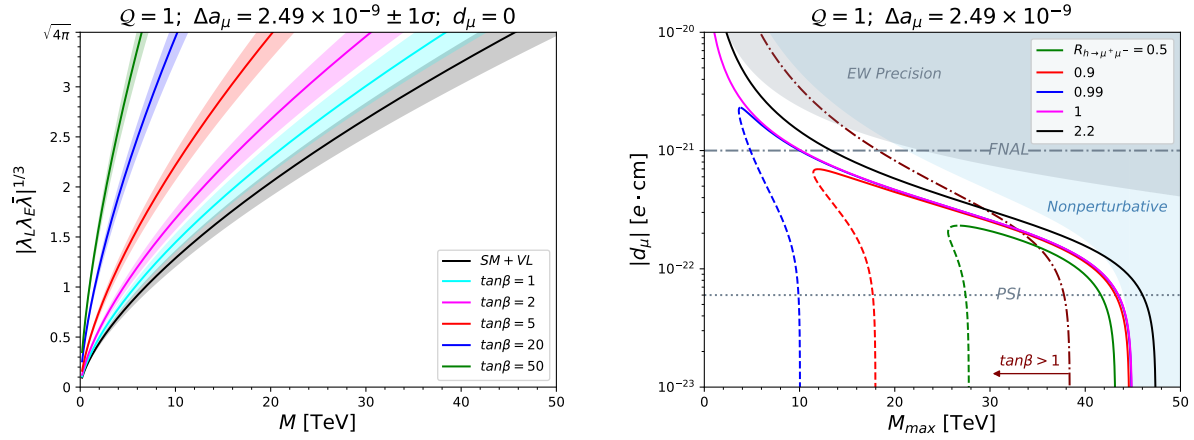 𝒬 = 1;  Δa_μ = 2.49 × 10⁻⁹ ± 1σ;  d_μ = 0
|λ_L λ_E λ̄|^{1/3}
√4π
3
2.5
2
1.5
1
0.5
0
SM + VL
tanβ = 1
tanβ = 2
tanβ = 5
tanβ = 20
tanβ = 50
0 10 20 30 40 50
M [TeV]
𝒬 = 1;  Δa_μ = 2.49 × 10⁻⁹
|d_μ| [e · cm]
10⁻²⁰
10⁻²¹
10⁻²²
10⁻²³
EW Precision
R_{h→μ⁺μ⁻} = 0.5
0.9
0.99
1
2.2
FNAL
Nonperturbative
PSI
tanβ > 1
0 10 20 30 40 50
M_max [TeV]